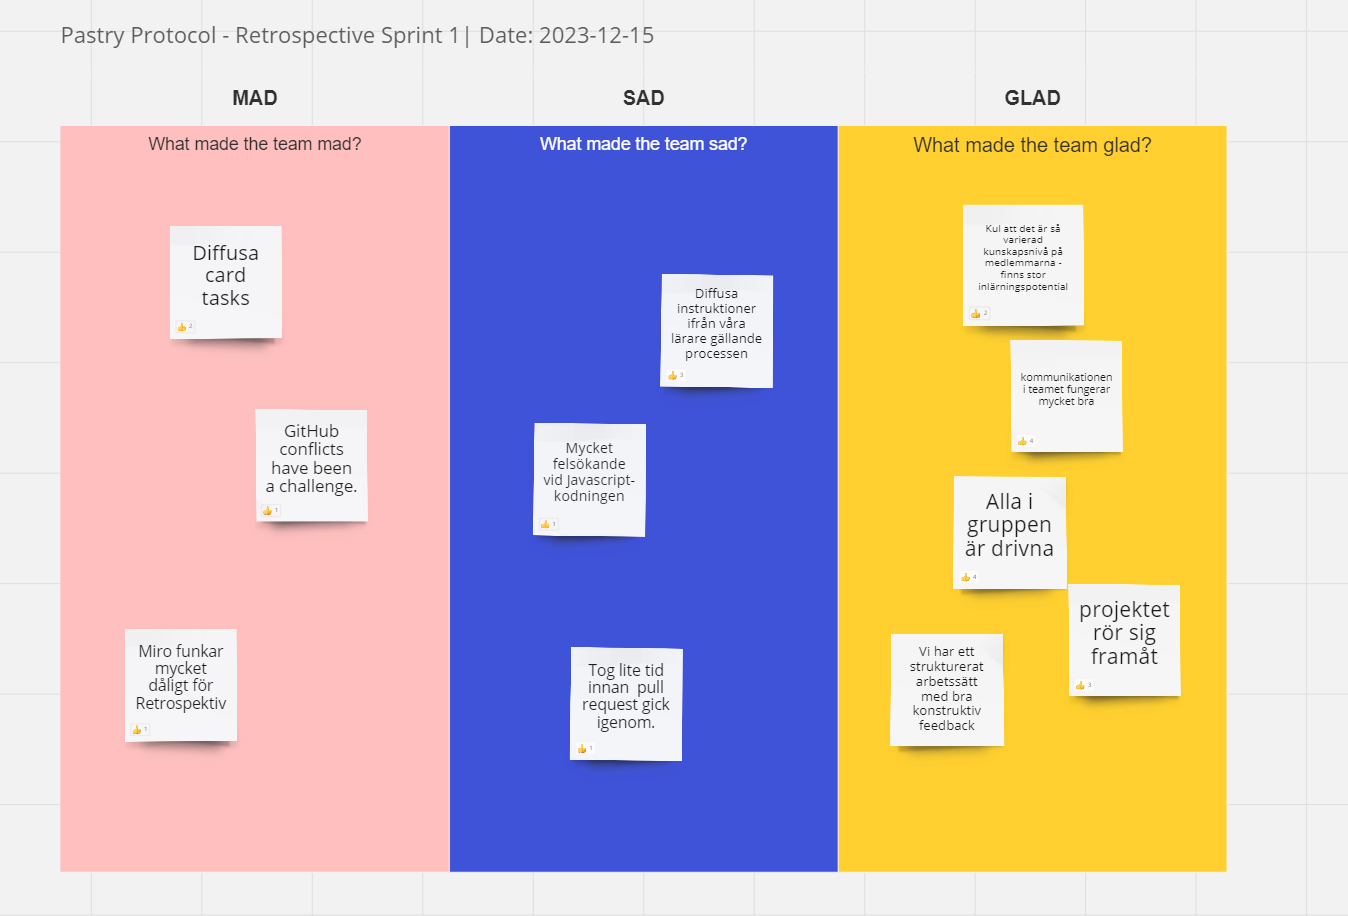 Pastry Protocol - Retrospective Sprint 1| Date: 2023-12-15
MAD
What made the team mad?
Diffusa
card
tasks
2
GitHub
conflicts
have been
a challenge.
1
Miro funkar
mycket
dåligt för
Retrospektiv
1
SAD
What made the team sad?
Diffusa
instruktioner
ifrån våra
lärare gällande
processen
3
Mycket
felsökande
vid Javascript-
kodningen
1
Tog lite tid
innan pull
request gick
igenom.
1
GLAD
What made the team glad?
Kul att det är så
varierad
kunskapsnivå på
medlemmarna -
finns stor
inlärningspotential
2
kommunikationen
i teamet fungerar
mycket bra
4
Alla i
gruppen
är drivna
4
projektet
rör sig
framåt
3
Vi har ett
strukturerat
arbetssätt
med bra
konstruktiv
feedback